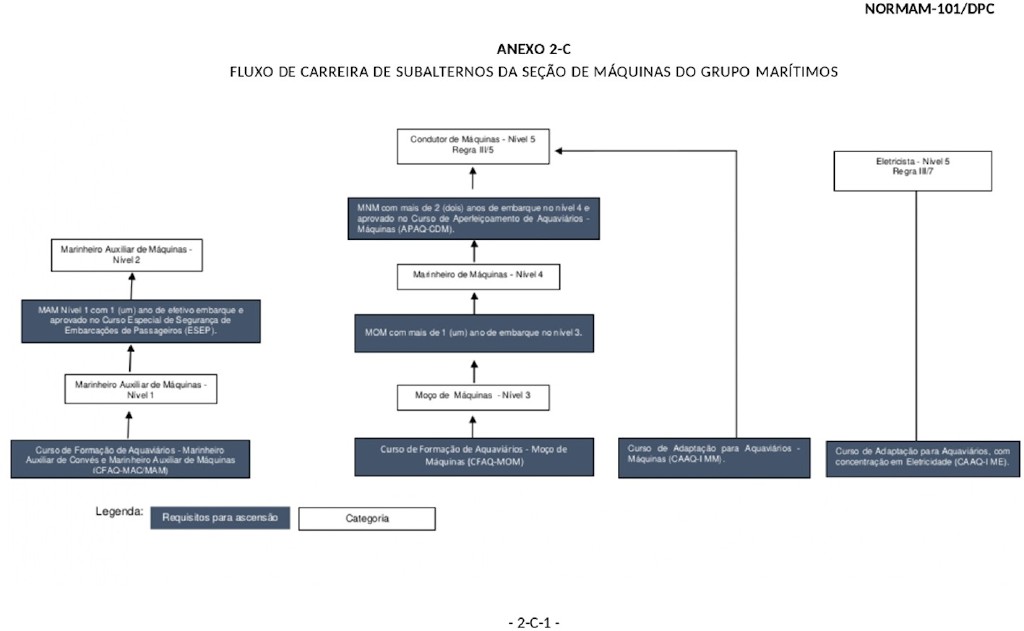 NORMAM-101/DPC
ANEXO 2-C
FLUXO DE CARREIRA DE SUBALTERNOS DA SEÇÃO DE MÁQUINAS DO GRUPO MARÍTIMOS
Condutor de Máquinas - Nível 5
Regra III/5
Eletricista - Nível 5
Regra III/7
MNM com mais de 2 (dois) anos de embarque no nível 4 e
aprovado no Curso de Aperfeiçoamento de Aquaviários -
Máquinas (APAQ-CDM).
Marinheiro Auxiliar de Máquinas -
Nível 2
Marinheiro de Máquinas - Nível 4
MAM Nível 1 com 1 (um) ano de efetivo embarque e
aprovado no Curso Especial de Segurança de
Embarcações de Passageiros (ESEP).
MOM com mais de 1 (um) ano de embarque no nível 3.
Marinheiro Auxiliar de Máquinas -
Nível 1
Moço de Máquinas - Nível 3
Curso de Formação de Aquaviários - Marinheiro
Auxiliar de Convés e Marinheiro Auxiliar de Máquinas
(CFAQ-MAC/MAM)
Curso de Formação de Aquaviários - Moço de
Máquinas (CFAQ-MOM)
Curso de Adaptação para Aquaviários -
Máquinas (CAAQ-I MM).
Curso de Adaptação para Aquaviários, com
concentração em Eletricidade (CAAQ-I ME).
Legenda:
Requisitos para ascensão
Categoria
- 2-C-1 -